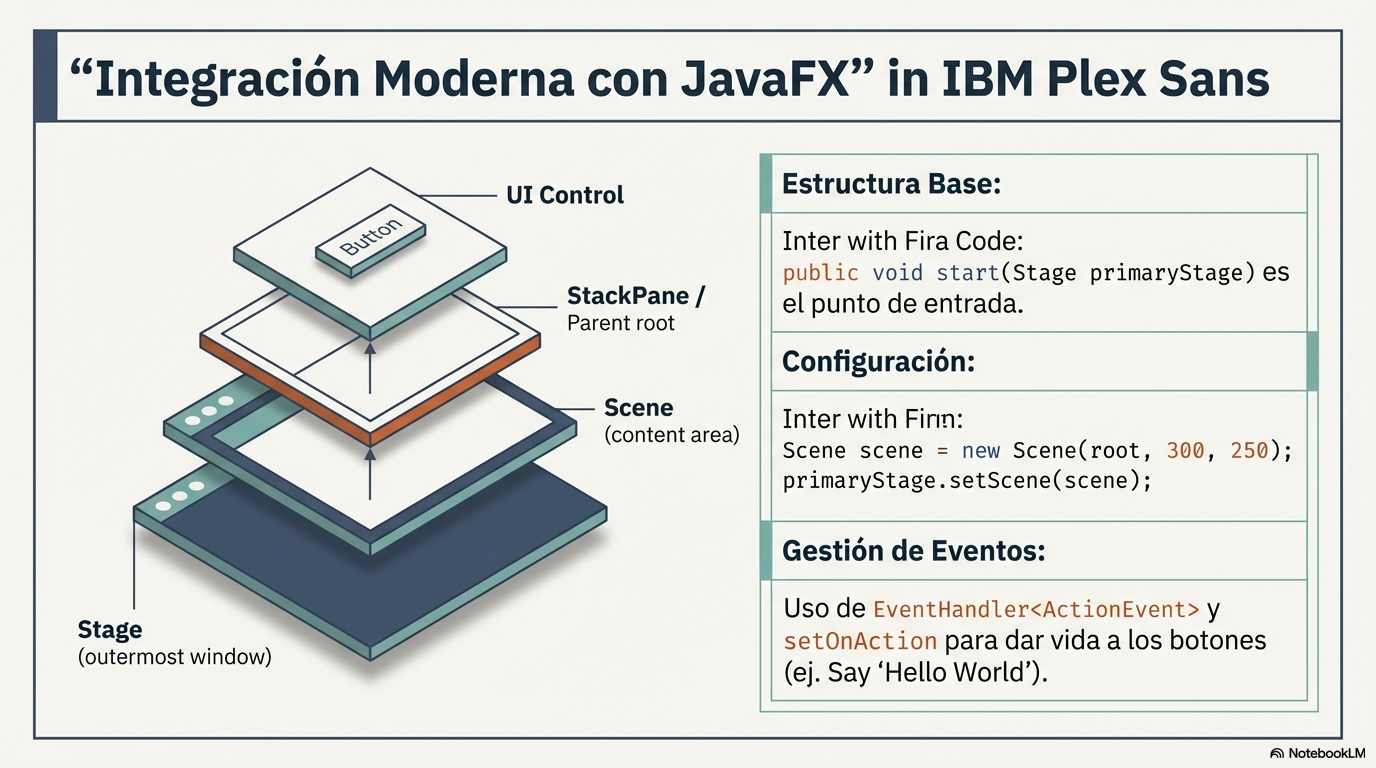 “Integración Moderna con JavaFX” in IBM Plex Sans
UI Control
Button
StackPane /
Parent root
Scene
(content area)
Stage
(outermost window)
Estructura Base:
Inter with Fira Code:
public void start(Stage primaryStage) es
el punto de entrada.
Configuración:
Inter with Firm:
Scene scene = new Scene(root, 300, 250);
primaryStage.setScene(scene);
Gestión de Eventos:
Uso de EventHandler<ActionEvent> y
setOnAction para dar vida a los botones
(ej. Say ‘Hello World’).
NotebookLM